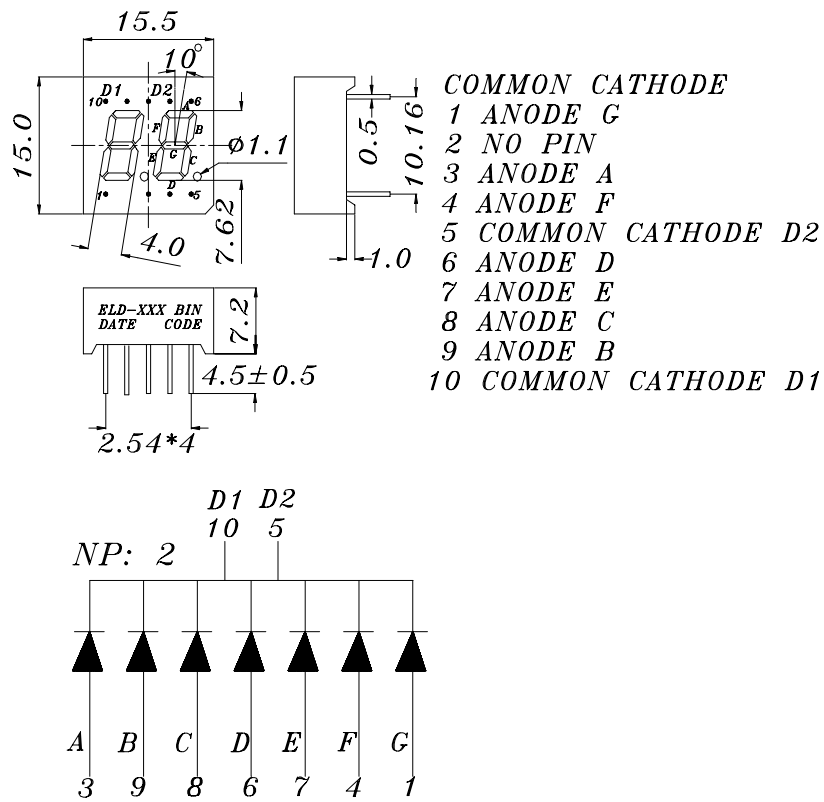 15.5
10°
D1 D2
10 6
A
F B
G
E C
D
1 5
15.0
ø1.1
7.62
4.0
0.5
10.16
1.0
COMMON CATHODE
1 ANODE G
2 NO PIN
3 ANODE A
4 ANODE F
5 COMMON CATHODE D2
6 ANODE D
7 ANODE E
8 ANODE C
9 ANODE B
10 COMMON CATHODE D1
ELD-XXX BIN
DATE CODE
7.2
4.5±0.5
2.54*4
D1 D2
10 5
NP: 2
A B C D E F G
3 9 8 6 7 4 1